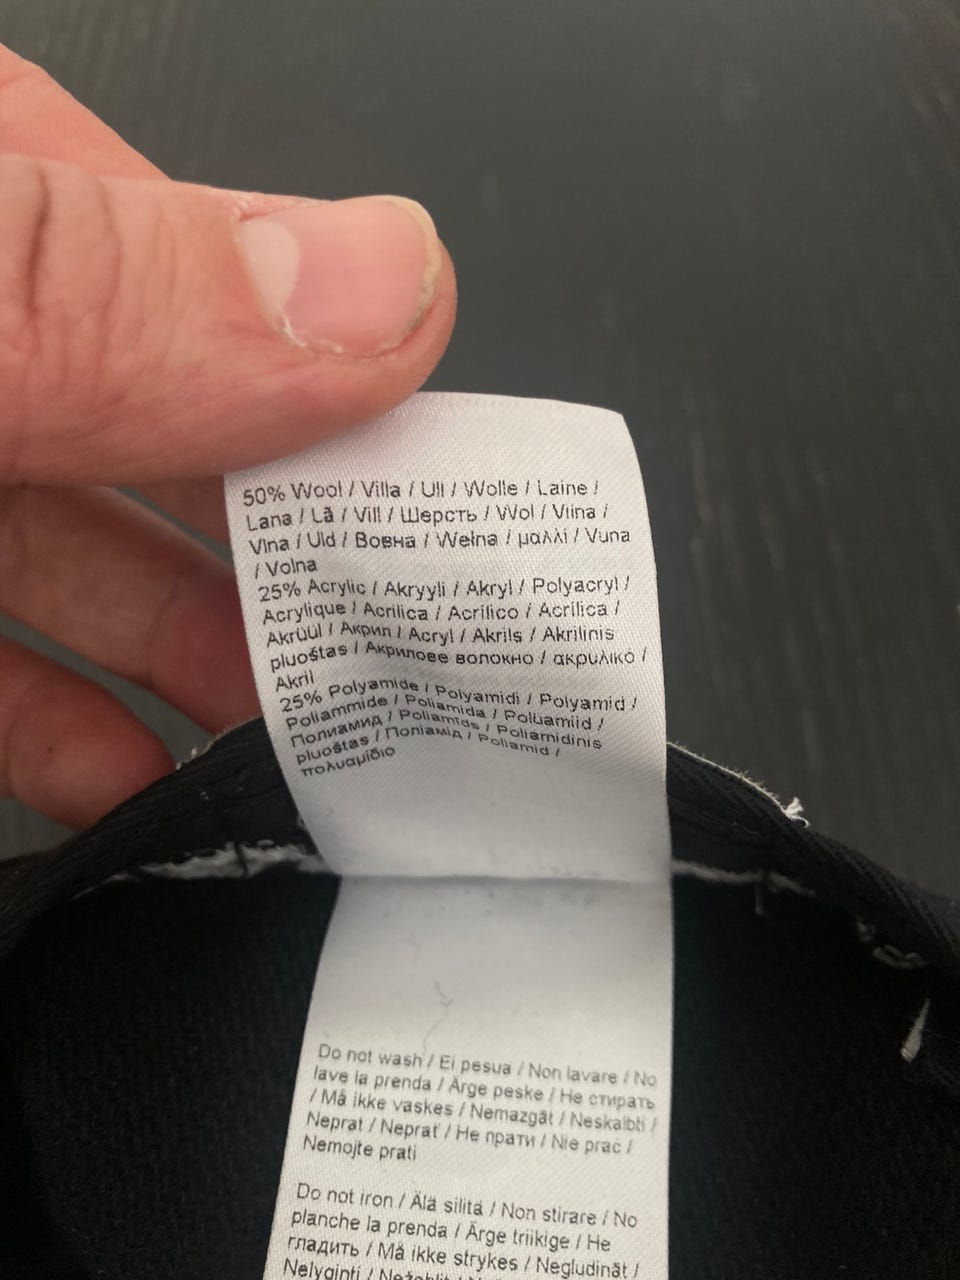 50% Wool / Villa / Ull / Wolle / Laine /
Lana / Lã / Vill / Шерсть / Wol / Vilna /
Vlna / Uld / Вовна / Wełna / μαλλί / Vuna
/ Volna
25% Acrylic / Akryyli / Akryl / Polyacryl /
Acrylique / Acrilica / Acrílico / Acrílica /
Akrüül / Акрил / Acryl / Akrils / Akrilinis
pluoštas / Акрилове волокно / ακρυλικό /
Akril
25% Polyamide / Polyamidi / Polyamid /
Poliammide / Poliamida / Polüamiid /
Полиамид / Poliamīds / Poliamidinis
pluoštas / Поліамід / Poliamid /
πολυαμίδιο
Do not wash / Ei pesua / Non lavare / No
lave la prenda / Ärge peske / Не стирать
/ Må ikke vaskes / Nemazgāt / Neskalbti /
Neprat / Neprať / Не прати / Nie prać /
Nemojte prati
Do not iron / Älä silitä / Non stirare / No
planche la prenda / Ärge triikige / Не
гладить / Må ikke strykes / Negludināt /
Nelyginti / Nežehlit /